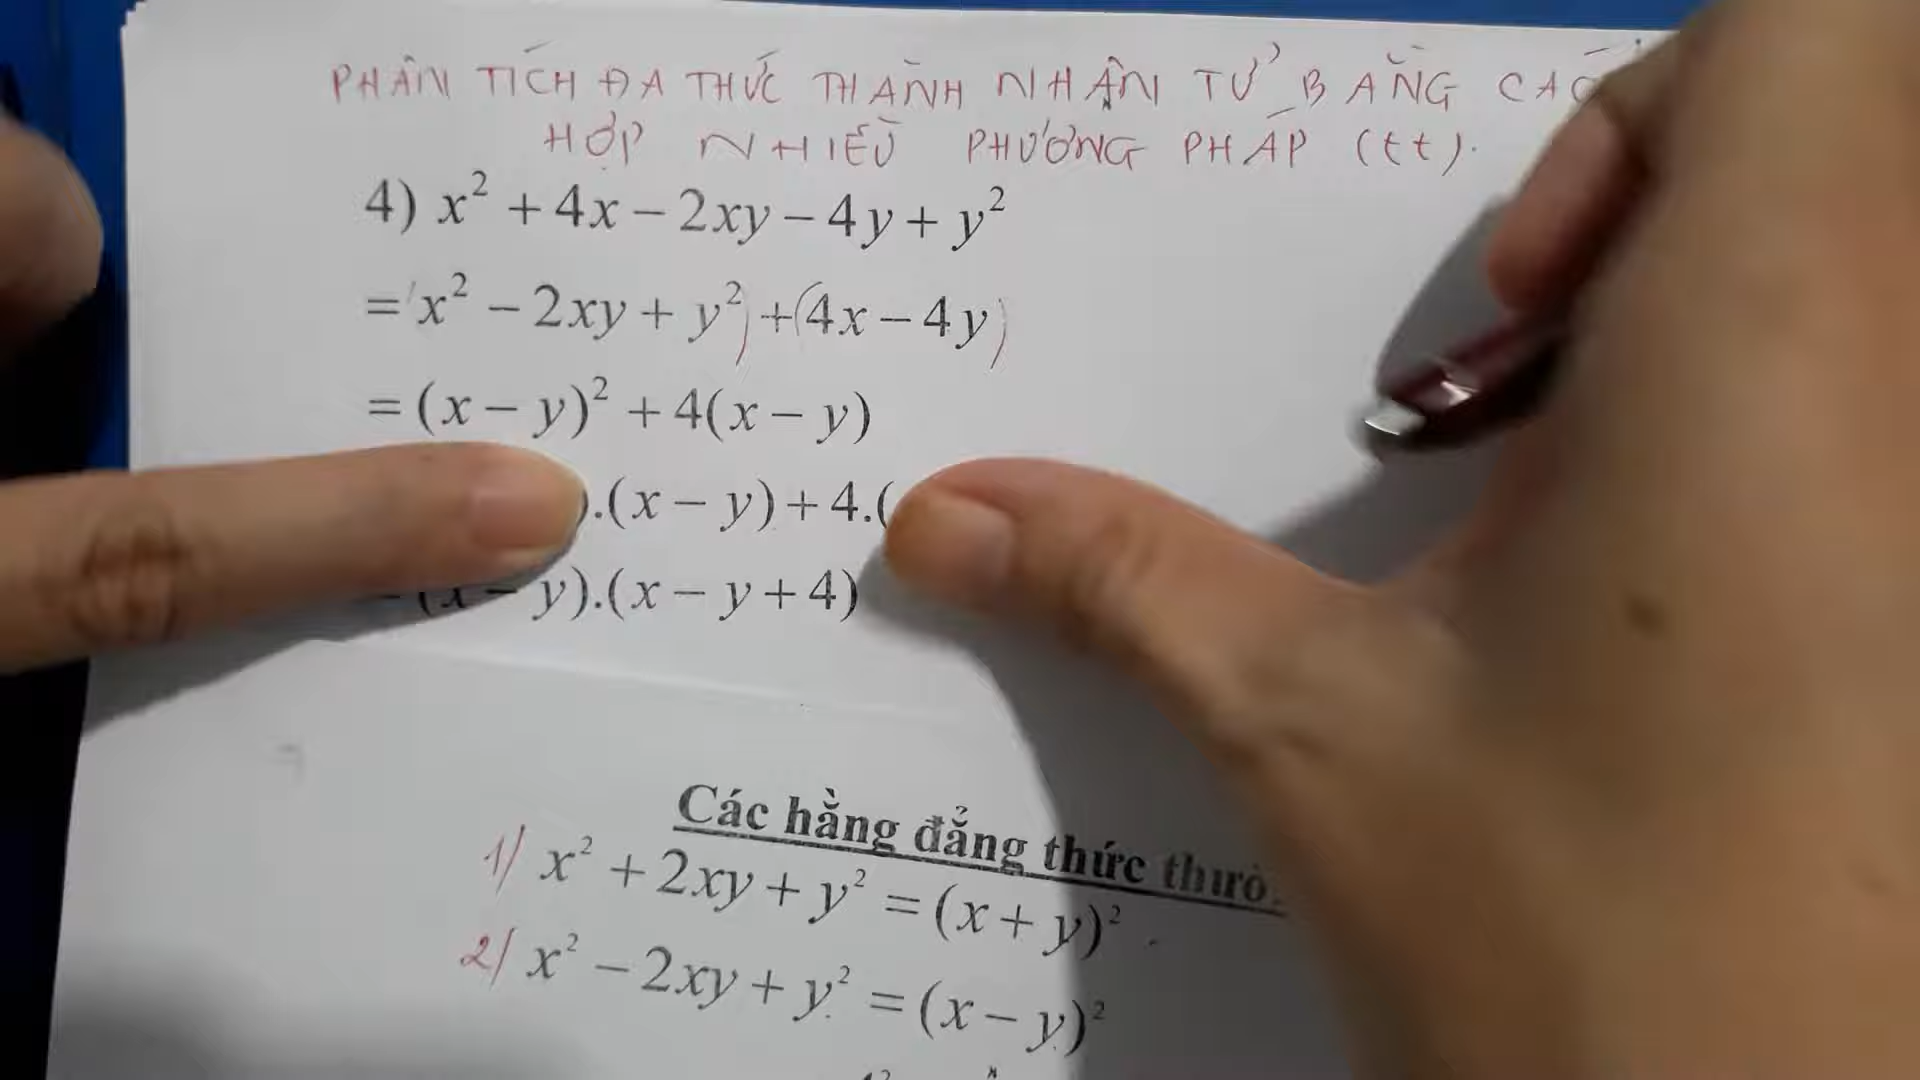 PHÂN TÍCH ĐA THỨC THÀNH NHÂN TỬ BẰNG
HỢP NHIỀU PHƯƠNG PHÁP (tt).
4) x² + 4x − 2xy − 4y + y²
= (x² − 2xy + y²) + (4x − 4y)
= (x − y)² + 4(x − y)
).(x − y) + 4.(
(x − y).(x − y + 4)
Các hằng đẳng thức
1/ x² + 2xy + y² = (x + y)²
2/ x² − 2xy + y² = (x − y)²